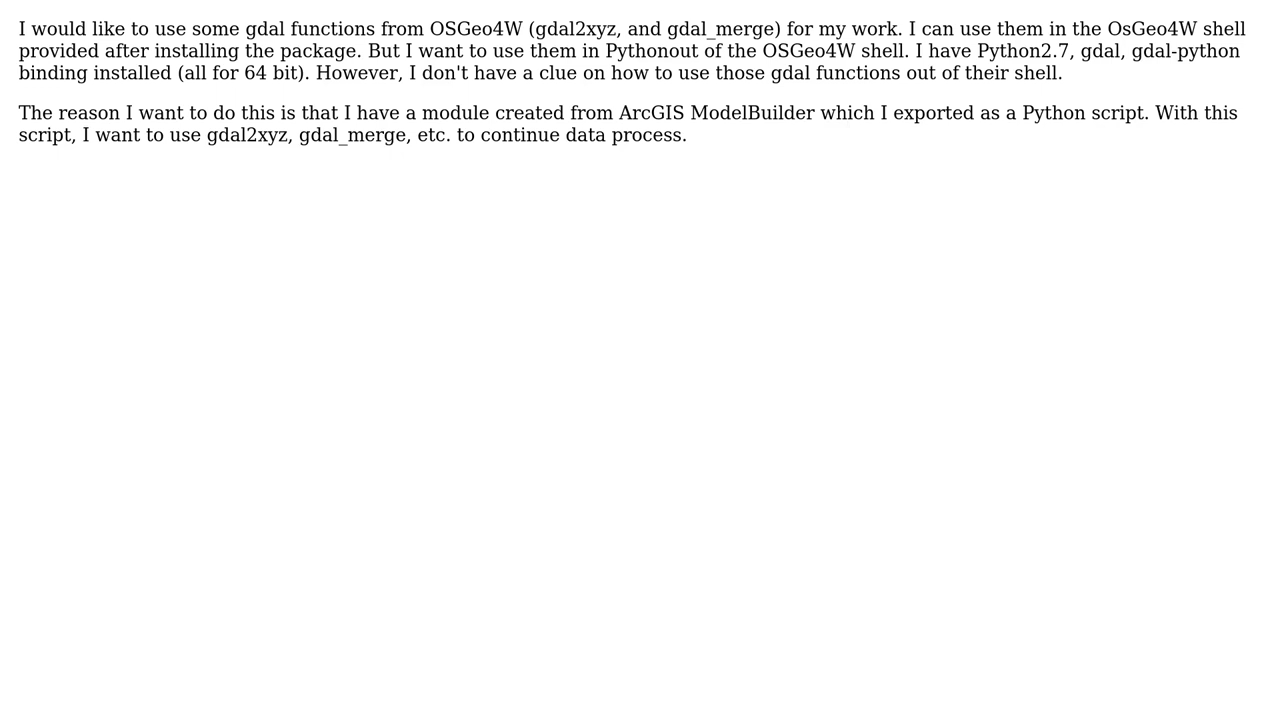 I would like to use some gdal functions from OSGeo4W (gdal2xyz, and gdal_merge) for my work. I can use them in the OsGeo4W shell
provided after installing the package. But I want to use them in Pythonout of the OSGeo4W shell. I have Python2.7, gdal, gdal-python
binding installed (all for 64 bit). However, I don't have a clue on how to use those gdal functions out of their shell.
The reason I want to do this is that I have a module created from ArcGIS ModelBuilder which I exported as a Python script. With this
script, I want to use gdal2xyz, gdal_merge, etc. to continue data process.